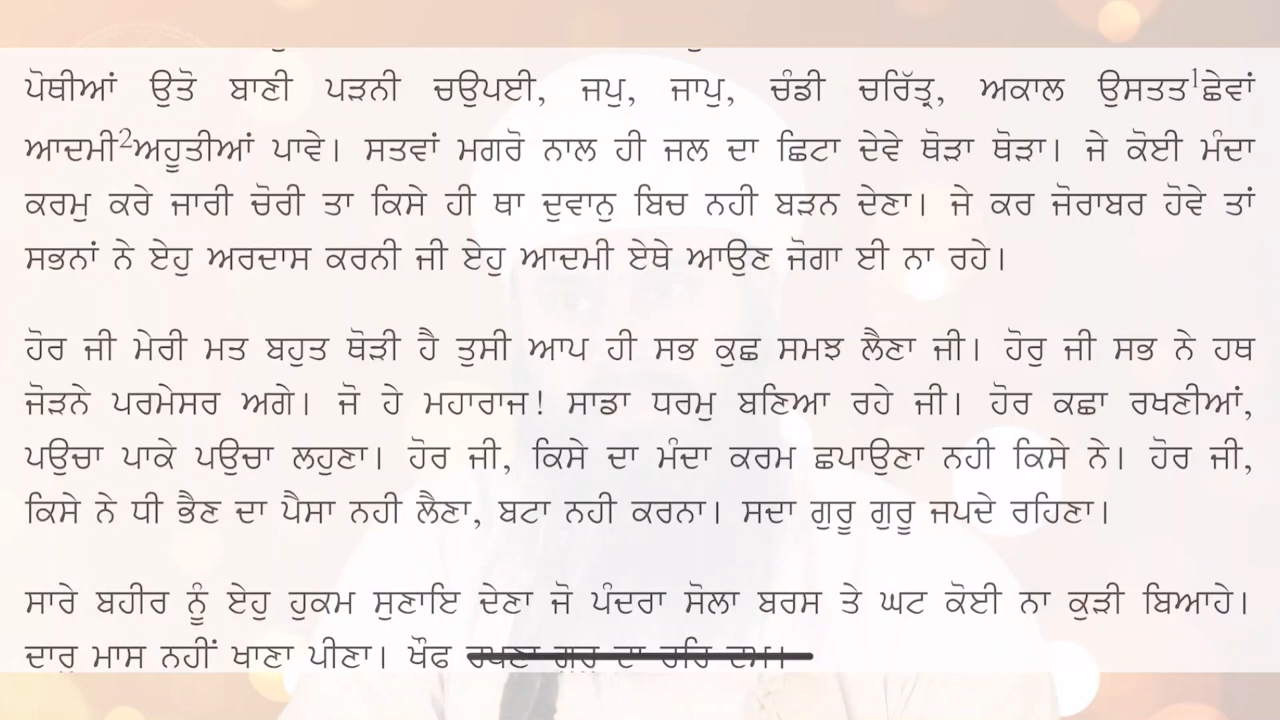 ਪੋਥੀਆਂ ਉਤੋ ਬਾਣੀ ਪੜਨੀ ਚਉਪਈ, ਜਪੁ, ਜਾਪੁ, ਚੰਡੀ ਚਰਿੱਤ੍ਰ, ਅਕਾਲ ਉਸਤਤ1ਛੇਵਾਂ
ਆਦਮੀ2ਅਹੂਤੀਆਂ ਪਾਵੇ। ਸਤਵਾਂ ਮਗਰੋ ਨਾਲ ਹੀ ਜਲ ਦਾ ਛਿਟਾ ਦੇਵੇ ਥੋੜਾ ਥੋੜਾ। ਜੇ ਕੋਈ ਮੰਦਾ
ਕਰਮੁ ਕਰੇ ਜਾਰੀ ਚੋਰੀ ਤਾ ਕਿਸੇ ਹੀ ਥਾ ਦੁਵਾਨੁ ਬਿਚ ਨਹੀ ਬੜਨ ਦੇਣਾ। ਜੇ ਕਰ ਜੋਰਾਬਰ ਹੋਵੇ ਤਾਂ
ਸਭਨਾਂ ਨੇ ਏਹੁ ਅਰਦਾਸ ਕਰਨੀ ਜੀ ਏਹੁ ਆਦਮੀ ਏਥੇ ਆਉਣ ਜੋਗਾ ਈ ਨਾ ਰਹੇ।
ਹੋਰ ਜੀ ਮੇਰੀ ਮਤ ਬਹੁਤ ਥੋੜੀ ਹੈ ਤੁਸੀ ਆਪ ਹੀ ਸਭ ਕੁਛ ਸਮਝ ਲੈਣਾ ਜੀ। ਹੋਰੁ ਜੀ ਸਭ ਨੇ ਹਥ
ਜੋੜਨੇ ਪਰਮੇਸਰ ਅਗੇ। ਜੋ ਹੇ ਮਹਾਰਾਜ! ਸਾਡਾ ਧਰਮੁ ਬਣਿਆ ਰਹੇ ਜੀ। ਹੋਰ ਕਛਾ ਰਖਣੀਆਂ,
ਪਉਚਾ ਪਾਕੇ ਪਉਚਾ ਲਹੁਣਾ। ਹੋਰ ਜੀ, ਕਿਸੇ ਦਾ ਮੰਦਾ ਕਰਮ ਛਪਾਉਣਾ ਨਹੀ ਕਿਸੇ ਨੇ। ਹੋਰ ਜੀ,
ਕਿਸੇ ਨੇ ਧੀ ਭੈਣ ਦਾ ਪੈਸਾ ਨਹੀ ਲੈਣਾ, ਬਟਾ ਨਹੀ ਕਰਨਾ। ਸਦਾ ਗੁਰੂ ਗੁਰੂ ਜਪਦੇ ਰਹਿਣਾ।
ਸਾਰੇ ਬਹੀਰ ਨੂੰ ਏਹੁ ਹੁਕਮ ਸੁਣਾਇ ਦੇਣਾ ਜੋ ਪੰਦਰਾ ਸੋਲਾ ਬਰਸ ਤੇ ਘਟ ਕੋਈ ਨਾ ਕੁੜੀ ਬਿਆਹੇ।
ਦਾਰੂ ਮਾਸ ਨਹੀਂ ਖਾਣਾ ਪੀਣਾ। ਖੌਫ